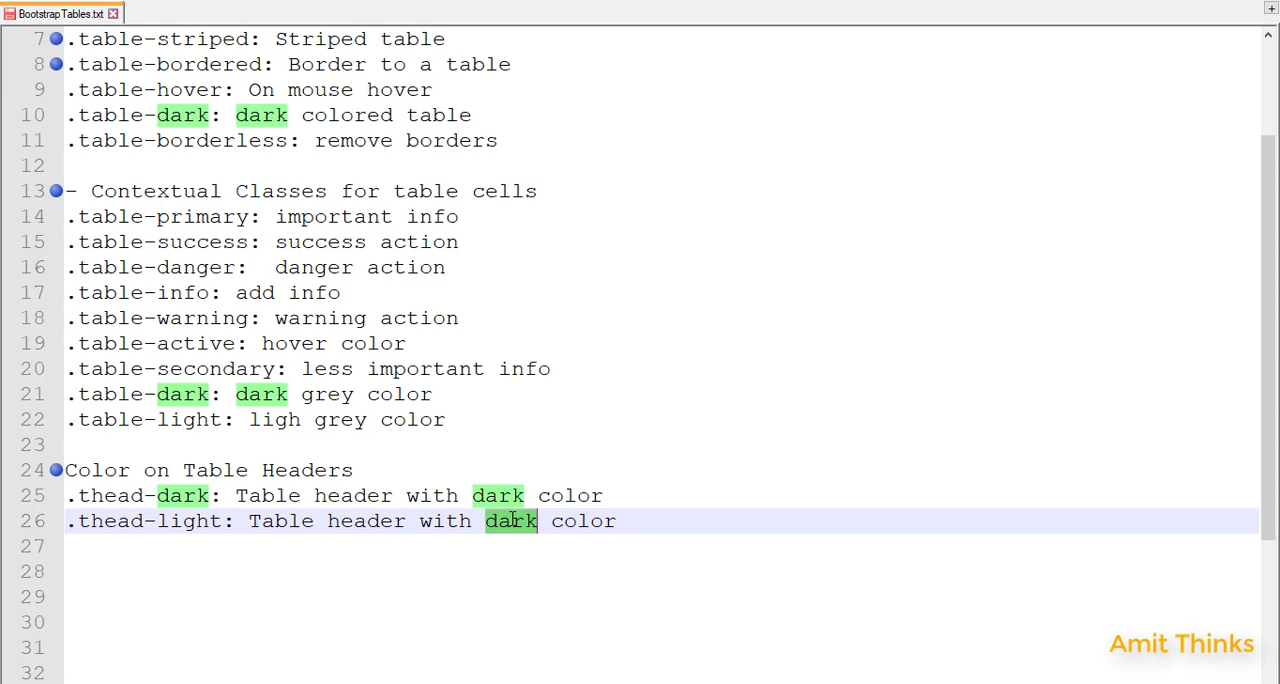 BootstrapTables.txt
7 .table-striped: Striped table
8 .table-bordered: Border to a table
9 .table-hover: On mouse hover
10 .table-dark: dark colored table
11 .table-borderless: remove borders
12
13 - Contextual Classes for table cells
14 .table-primary: important info
15 .table-success: success action
16 .table-danger:  danger action
17 .table-info: add info
18 .table-warning: warning action
19 .table-active: hover color
20 .table-secondary: less important info
21 .table-dark: dark grey color
22 .table-light: ligh grey color
23
24 Color on Table Headers
25 .thead-dark: Table header with dark color
26 .thead-light: Table header with dark color
27
28
29
30
31
32
Amit Thinks